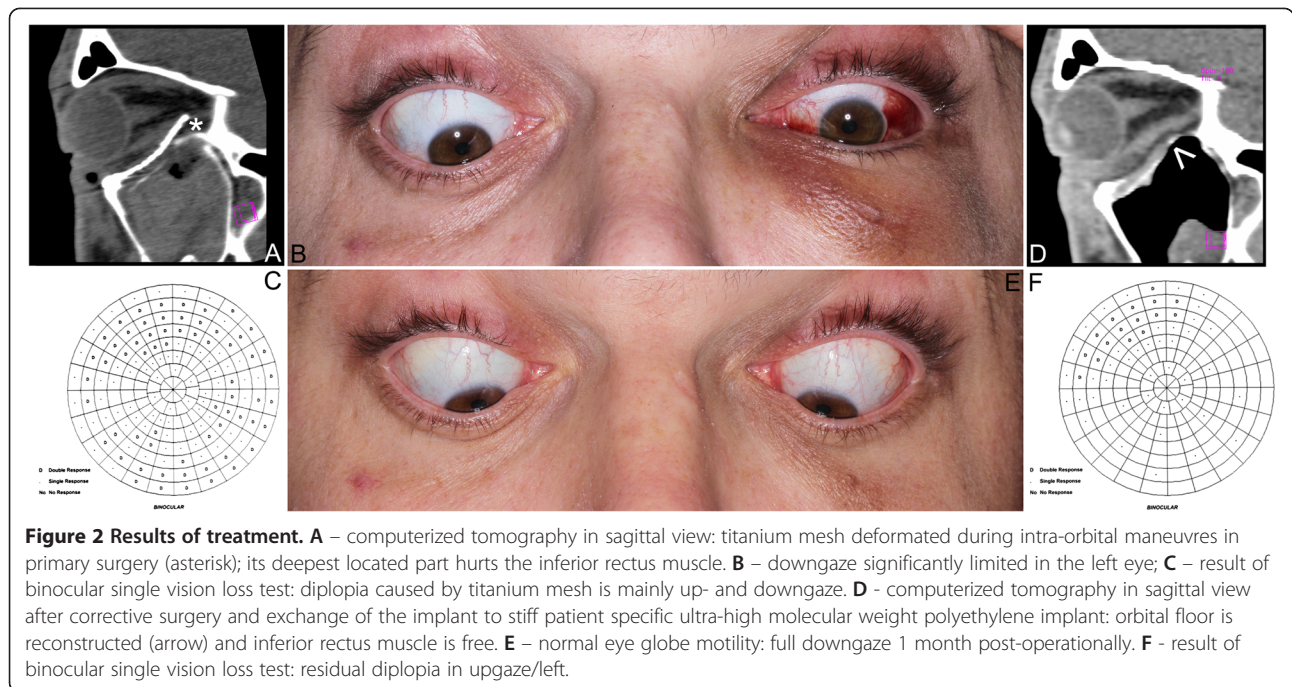 A
B
C
D
E
F
*
<
D Double Response
. Single Response
No No Response
BINOCULAR
D Double Response
. Single Response
No No Response
BINOCULAR
Figure 2 Results of treatment. A – computerized tomography in sagittal view: titanium mesh deformated during intra-orbital maneuvres in
primary surgery (asterisk); its deepest located part hurts the inferior rectus muscle. B – downgaze significantly limited in the left eye; C – result of
binocular single vision loss test: diplopia caused by titanium mesh is mainly up- and downgaze. D - computerized tomography in sagittal view
after corrective surgery and exchange of the implant to stiff patient specific ultra-high molecular weight polyethylene implant: orbital floor is
reconstructed (arrow) and inferior rectus muscle is free. E – normal eye globe motility: full downgaze 1 month post-operationally. F - result of
binocular single vision loss test: residual diplopia in upgaze/left.